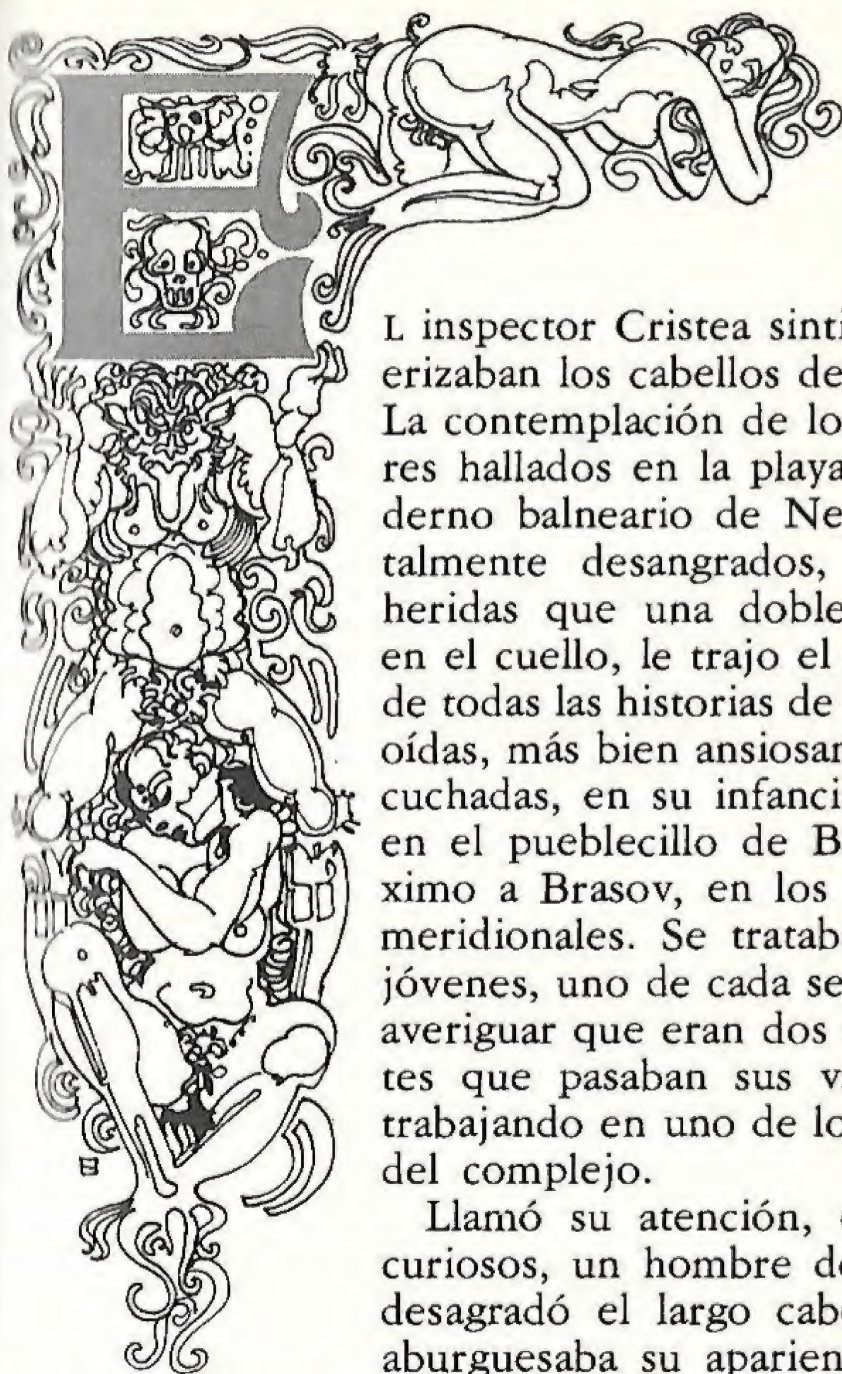 EL inspector Cristea sinti
erizaban los cabellos de
La contemplación de lo
res hallados en la playa
derno balneario de Ne
talmente desangrados,
heridas que una doble
en el cuello, le trajo el
de todas las historias de
oídas, más bien ansiosar
cuchadas, en su infanci
en el pueblecillo de B
ximo a Brasov, en los
meridionales. Se tratab
jóvenes, uno de cada se
averiguar que eran dos
tes que pasaban sus v
trabajando en uno de lo
del complejo.
Llamó su atención,
curiosos, un hombre de
desagradó el largo cab
aburguesaba su aparien